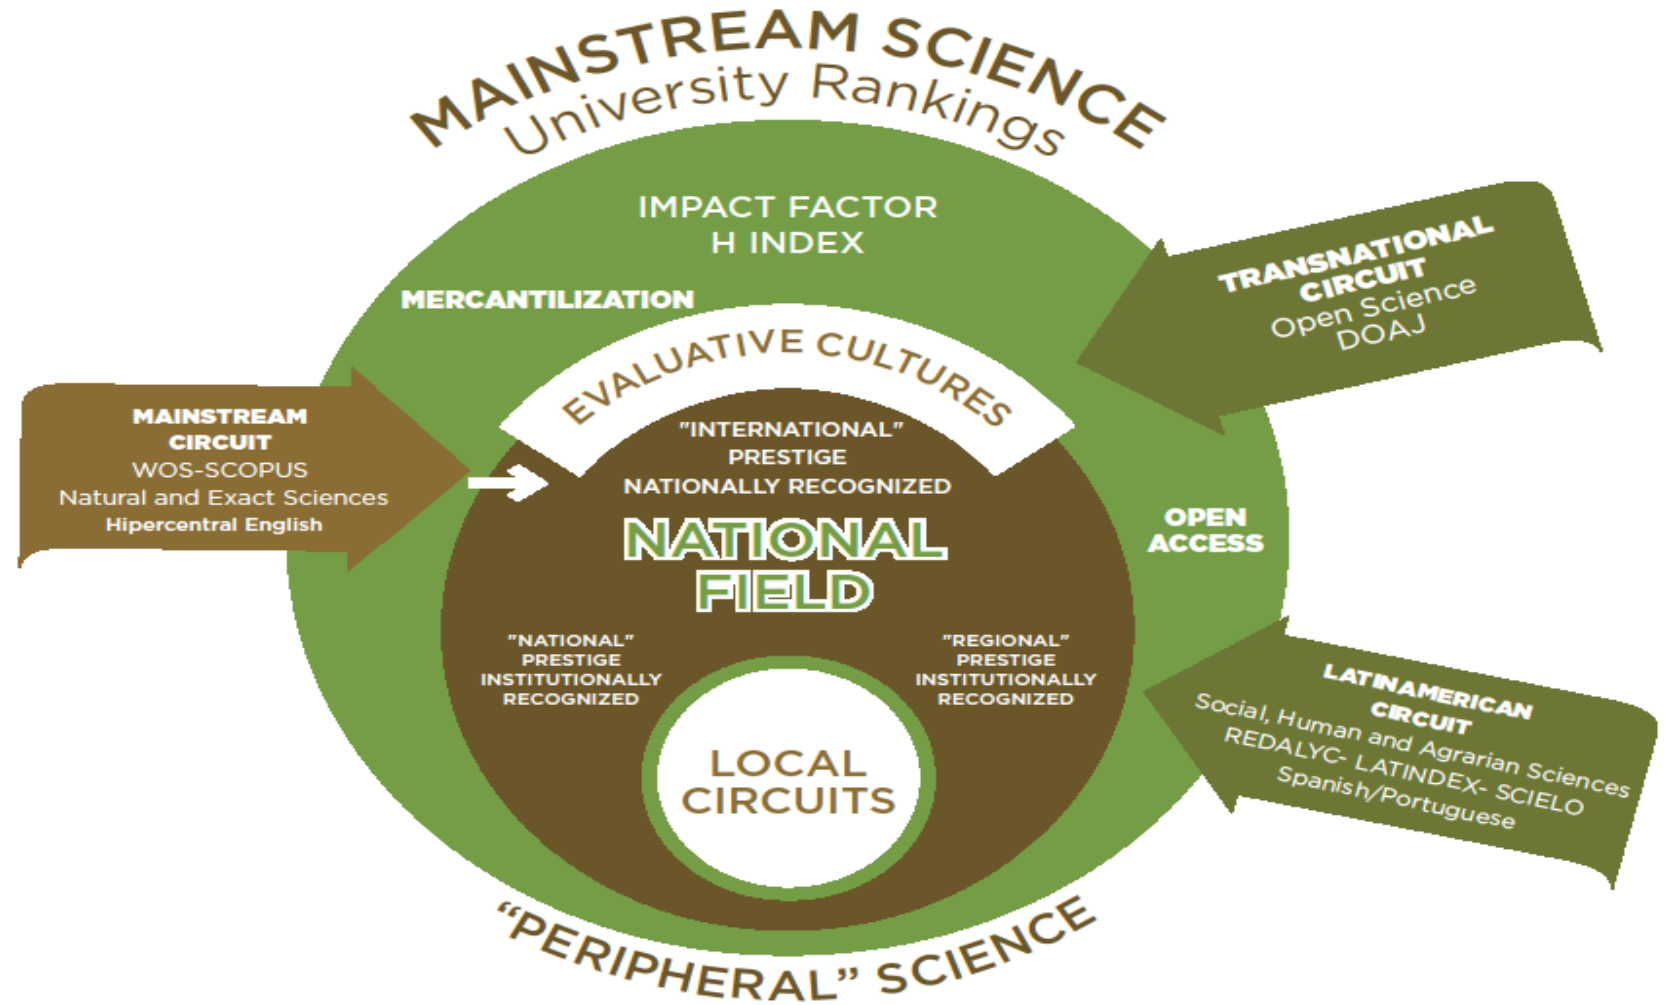 MAINSTREAM SCIENCE
University Rankings
IMPACT FACTOR
H INDEX
MERCANTILIZATION
EVALUATIVE CULTURES
TRANSNATIONAL
CIRCUIT
Open Science
DOAJ
MAINSTREAM
CIRCUIT
WOS-SCOPUS
Natural and Exact Sciences
Hipercentral English
"INTERNATIONAL"
PRESTIGE
NATIONALLY RECOGNIZED
NATIONAL
FIELD
OPEN
ACCESS
"NATIONAL"
PRESTIGE
INSTITUTIONALLY
RECOGNIZED
"REGIONAL"
PRESTIGE
INSTITUTIONALLY
RECOGNIZED
LATINAMERICAN
CIRCUIT
Social, Human and Agrarian Sciences
REDALYC- LATINDEX- SCIELO
Spanish/Portuguese
LOCAL
CIRCUITS
“PERIPHERAL” SCIENCE